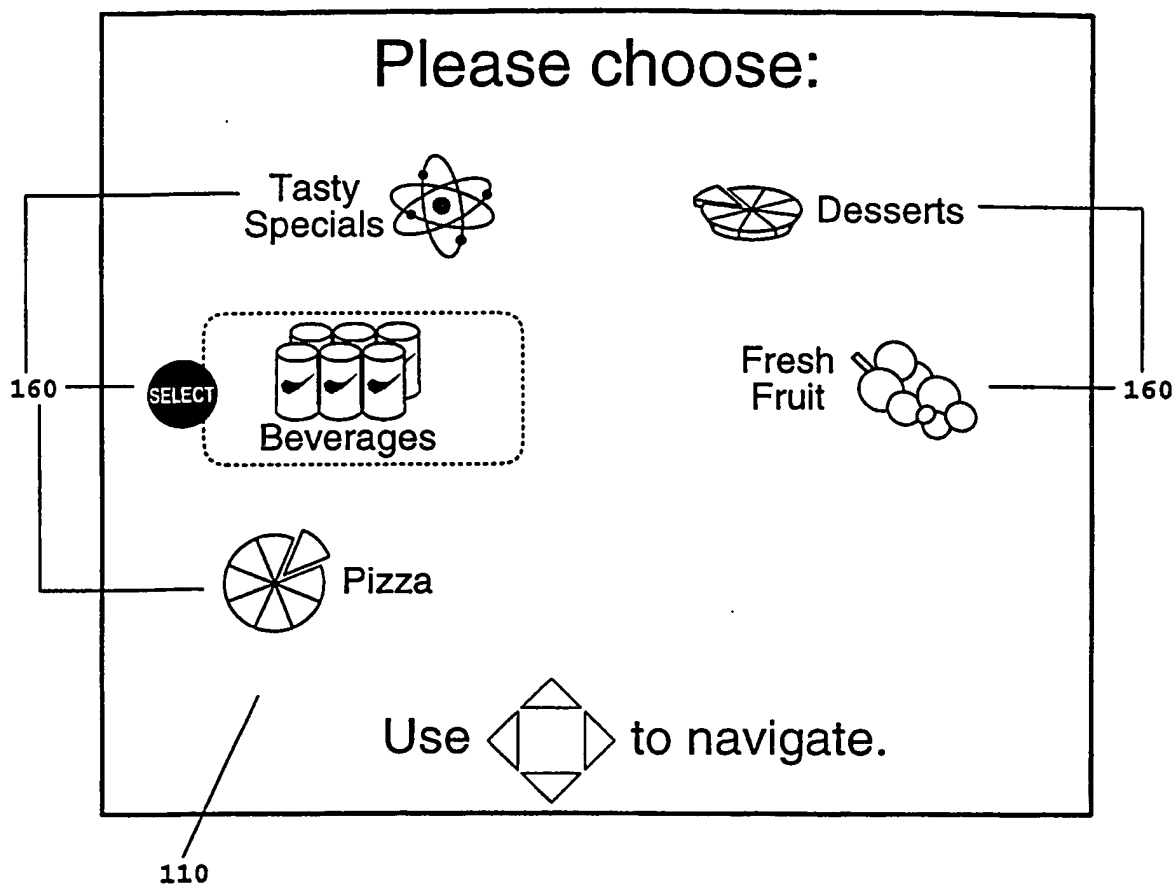 Please choose:
Tasty
Specials
Desserts
160
SELECT
Beverages
Fresh
Fruit
160
Pizza
Use to navigate.
110